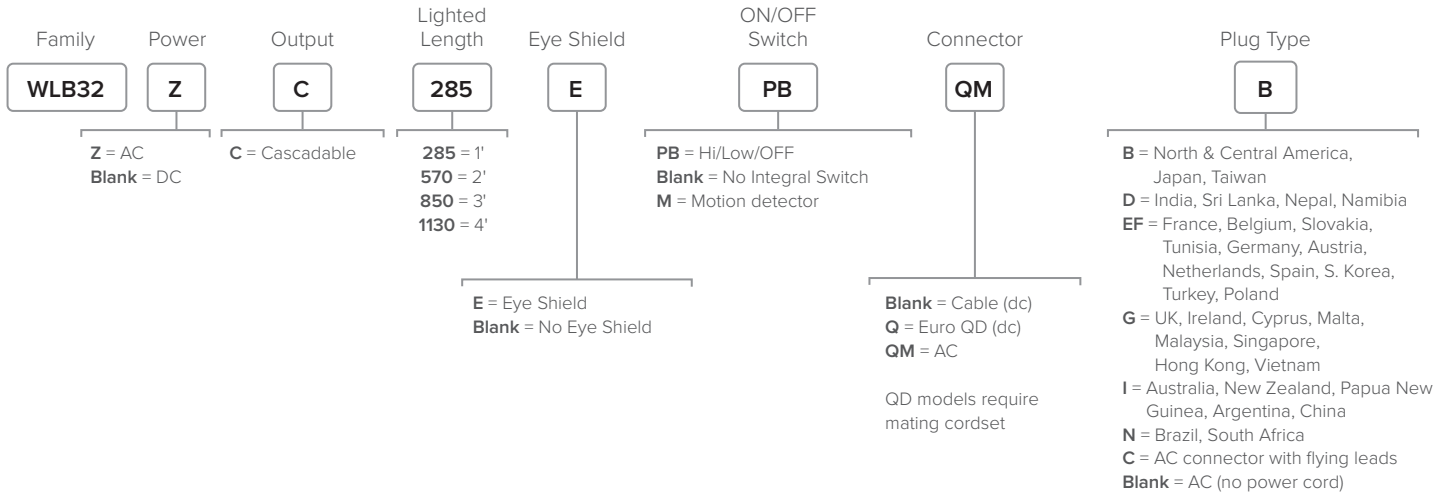 Family
Power
Output
Lighted
Length
Eye Shield
ON/OFF
Switch
Connector
Plug Type
WLB32
Z
C
285
E
PB
QM
B
Z = AC
Blank = DC
C = Cascadable
285 = 1'
570 = 2'
850 = 3'
1130 = 4'
E = Eye Shield
Blank = No Eye Shield
PB = Hi/Low/OFF
Blank = No Integral Switch
M = Motion detector
Blank = Cable (dc)
Q = Euro QD (dc)
QM = AC
QD models require
mating cordset
B = North & Central America,
Japan, Taiwan
D = India, Sri Lanka, Nepal, Namibia
EF = France, Belgium, Slovakia,
Tunisia, Germany, Austria,
Netherlands, Spain, S. Korea,
Turkey, Poland
G = UK, Ireland, Cyprus, Malta,
Malaysia, Singapore,
Hong Kong, Vietnam
I = Australia, New Zealand, Papua New
Guinea, Argentina, China
N = Brazil, South Africa
C = AC connector with flying leads
Blank = AC (no power cord)